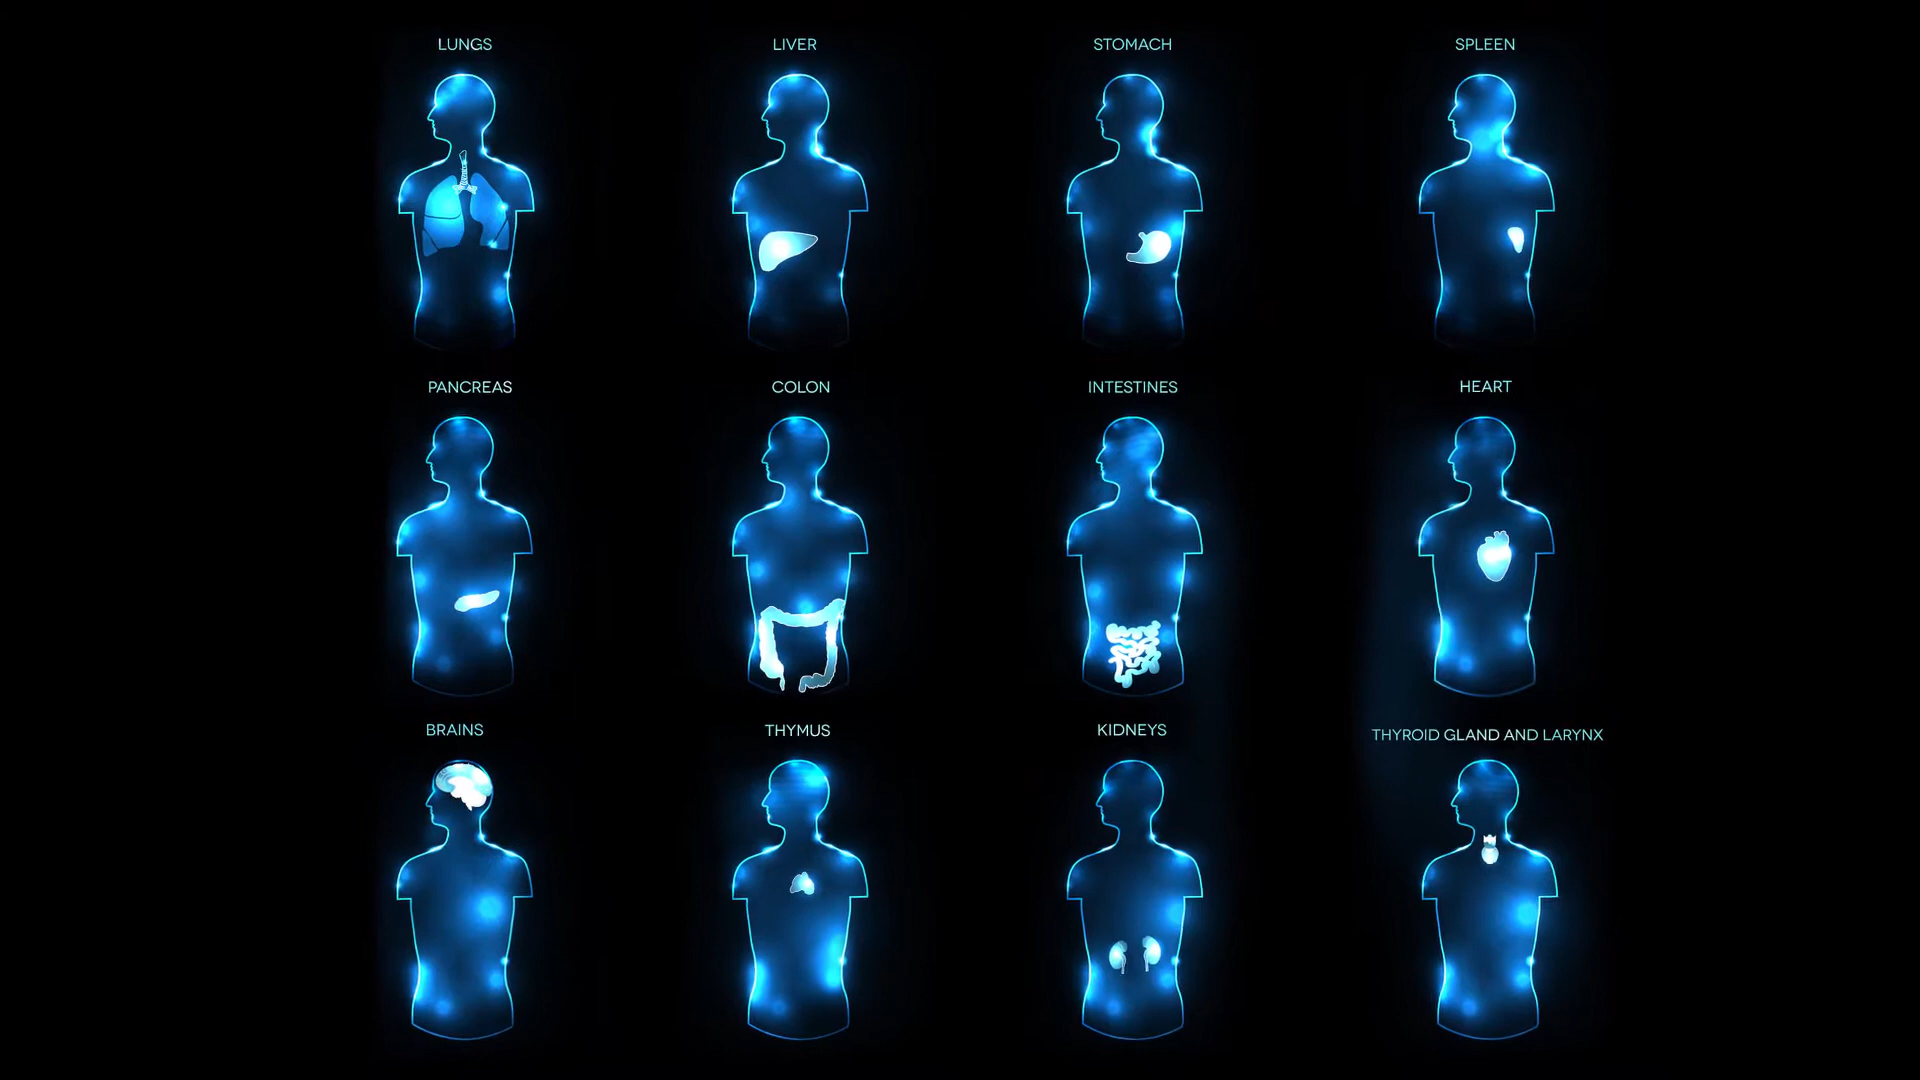 LUNGS
LIVER
STOMACH
SPLEEN
PANCREAS
COLON
INTESTINES
HEART
BRAINS
THYMUS
KIDNEYS
THYROID GLAND AND LARYNX